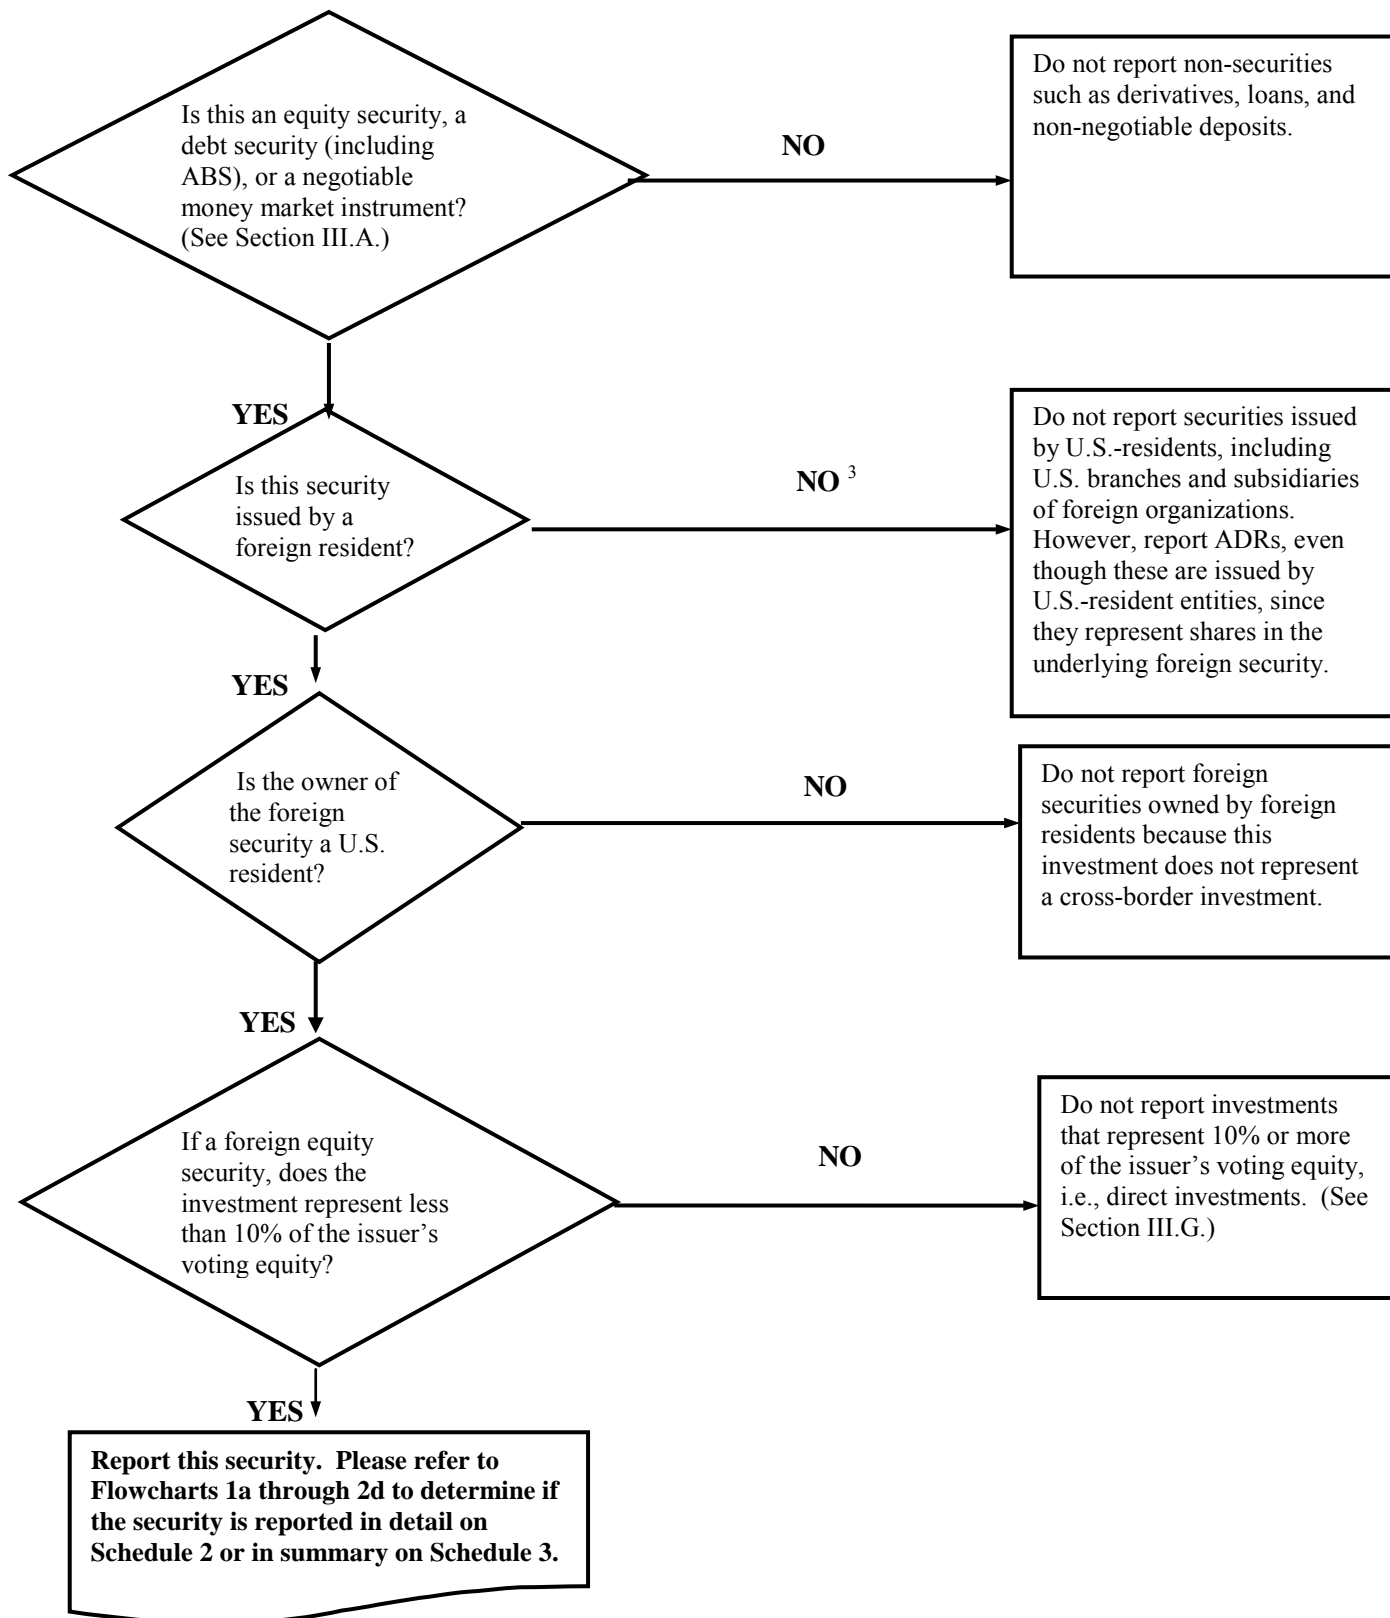 Is this an equity security, a
debt security (including
ABS), or a negotiable
money market instrument?
(See Section III.A.)
NO
Do not report non-securities
such as derivatives, loans, and
non-negotiable deposits.
YES
Is this security
issued by a
foreign resident?
NO 3
Do not report securities issued
by U.S.-residents, including
U.S. branches and subsidiaries
of foreign organizations.
However, report ADRs, even
though these are issued by
U.S.-resident entities, since
they represent shares in the
underlying foreign security.
YES
Is the owner of
the foreign
security a U.S.
resident?
NO
Do not report foreign
securities owned by foreign
residents because this
investment does not represent
a cross-border investment.
YES
If a foreign equity
security, does the
investment represent less
than 10% of the issuer's
voting equity?
NO
Do not report investments
that represent 10% or more
of the issuer's voting equity,
i.e., direct investments.  (See
Section III.G.)
YES
Report this security.  Please refer to
Flowcharts 1a through 2d to determine if
the security is reported in detail on
Schedule 2 or in summary on Schedule 3.